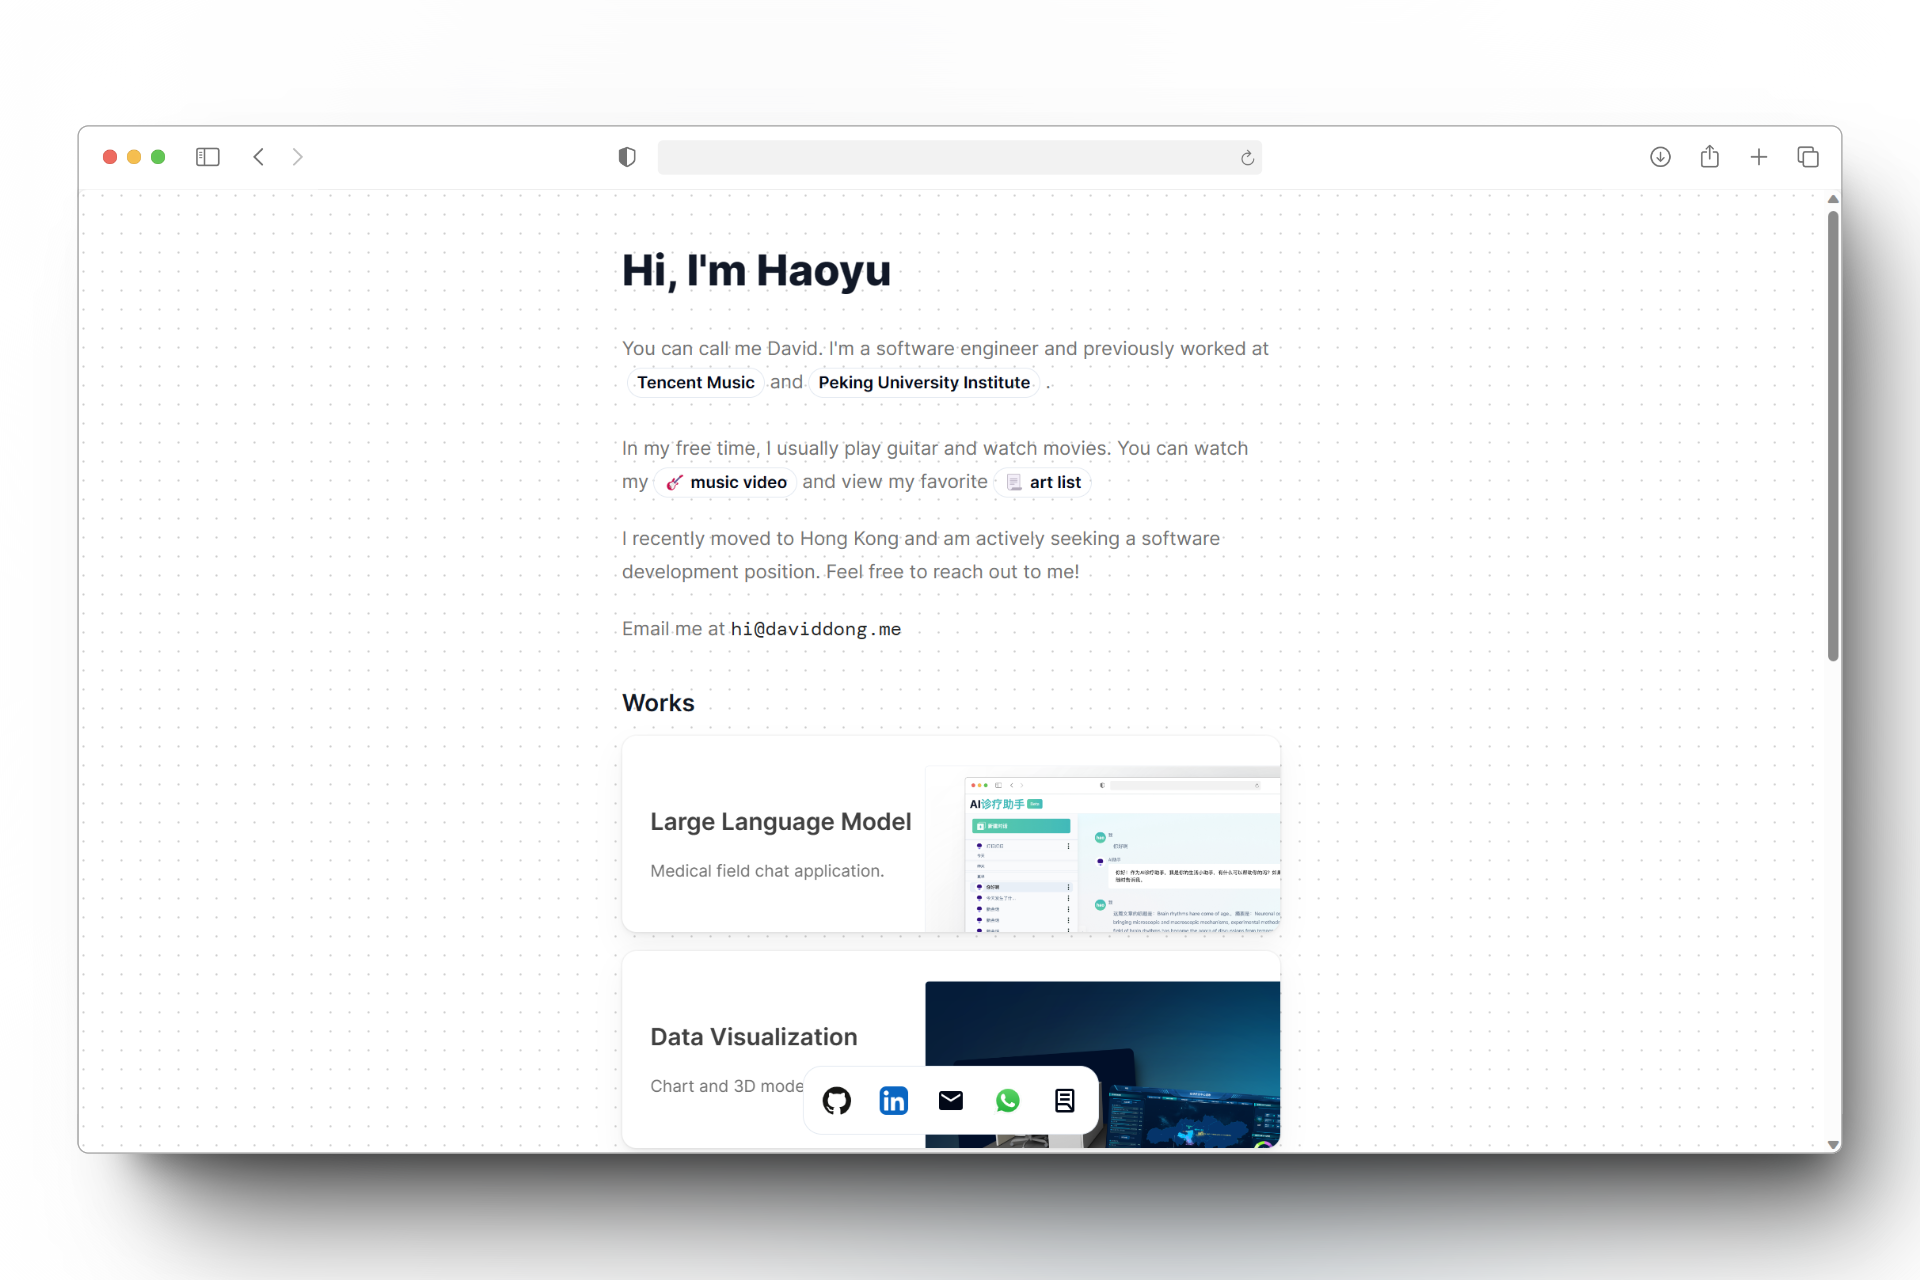 Hi, I'm Haoyu
You can call me David. I'm a software engineer and previously worked at
Tencent Music and Peking University Institute .
In my free time, I usually play guitar and watch movies. You can watch
my music video and view my favorite art list
I recently moved to Hong Kong and am actively seeking a software
development position. Feel free to reach out to me!
Email me at hi@daviddong.me
Works
Large Language Model
Medical field chat application.
AI诊疗助手
Data Visualization
Chart and 3D mode
in